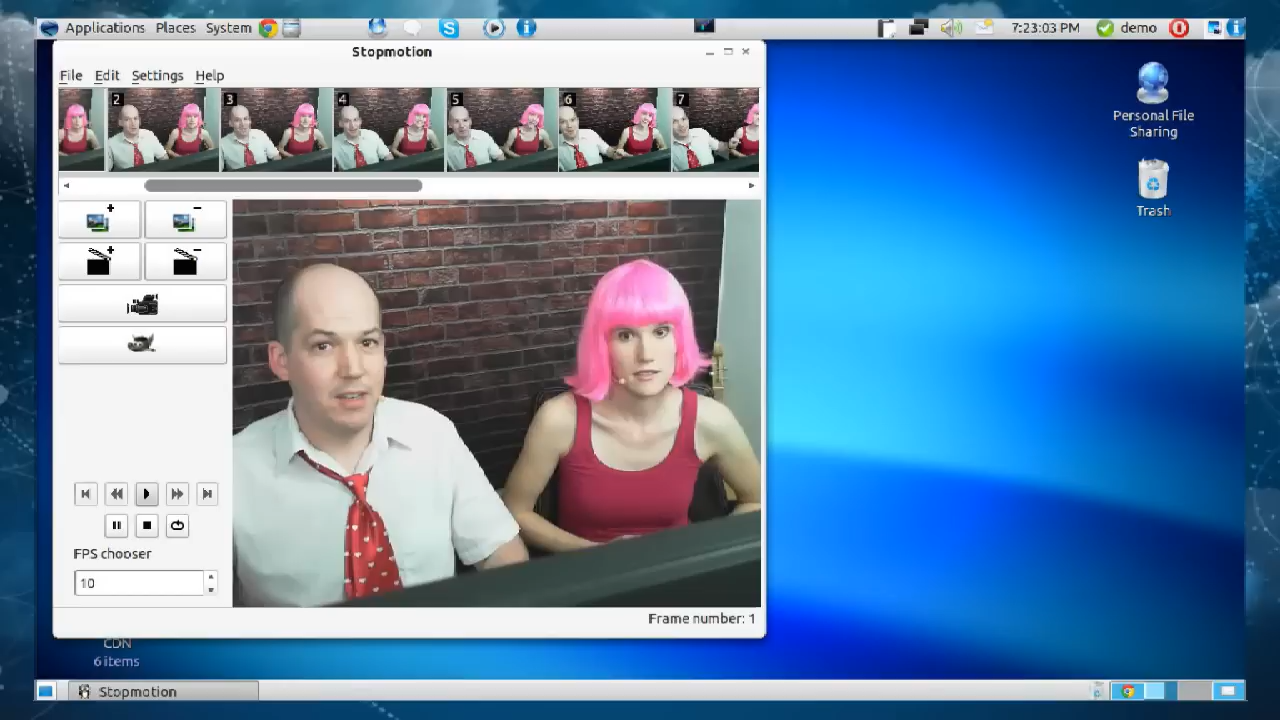 Applications Places System 7:23:03 PM demo
Stopmotion
File Edit Settings Help
2 3 4 5 6 7
Personal File
Sharing
Trash
FPS chooser
10
Frame number: 1
CDN
6 items
Stopmotion